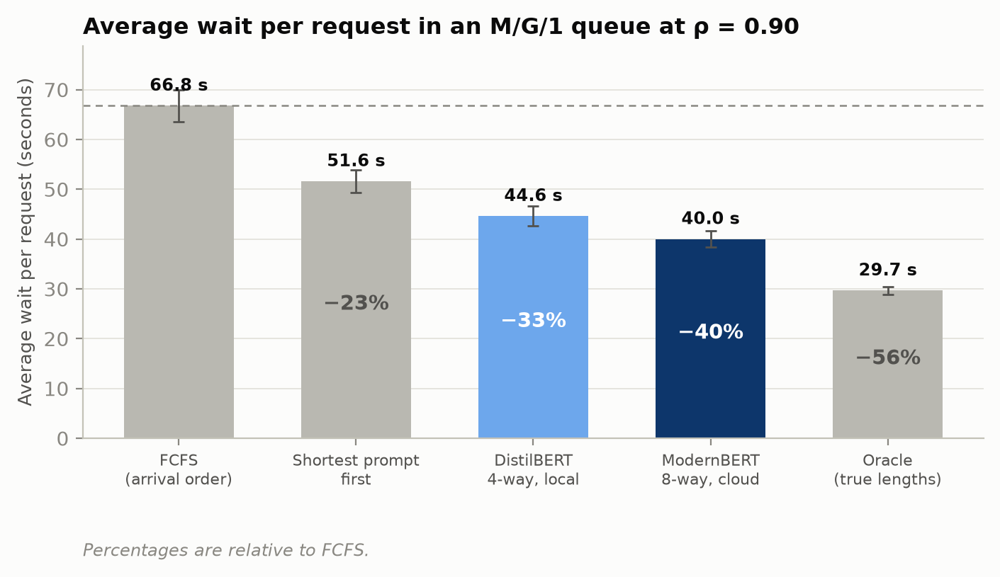 Average wait per request in an M/G/1 queue at ρ = 0.90
Average wait per request (seconds)
70
60
50
40
30
20
10
0
66.8 s
51.6 s
44.6 s
40.0 s
29.7 s
−23%
−33%
−40%
−56%
FCFS
(arrival order)
Shortest prompt
first
DistilBERT
4-way, local
ModernBERT
8-way, cloud
Oracle
(true lengths)
Percentages are relative to FCFS.